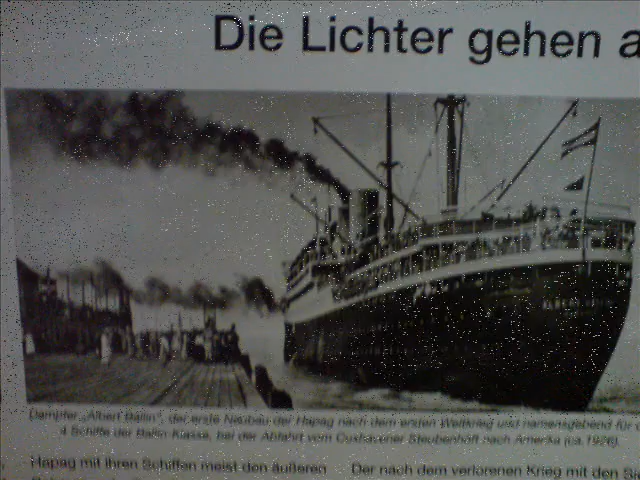 Die Lichter gehen a
Dampfer „Albert Ballin", der erste Neubau der Hapag nach dem ersten Weltkrieg und namensgebend für d
4 Schiffe der Ballin Klasse, bei der Abfahrt vom Cuxhavener Steubenhöft nach Amerika (ca.1926).
Hapag mit ihren Schiffen meist den äußeren
Der nach dem verlorenen Krieg mit den Si